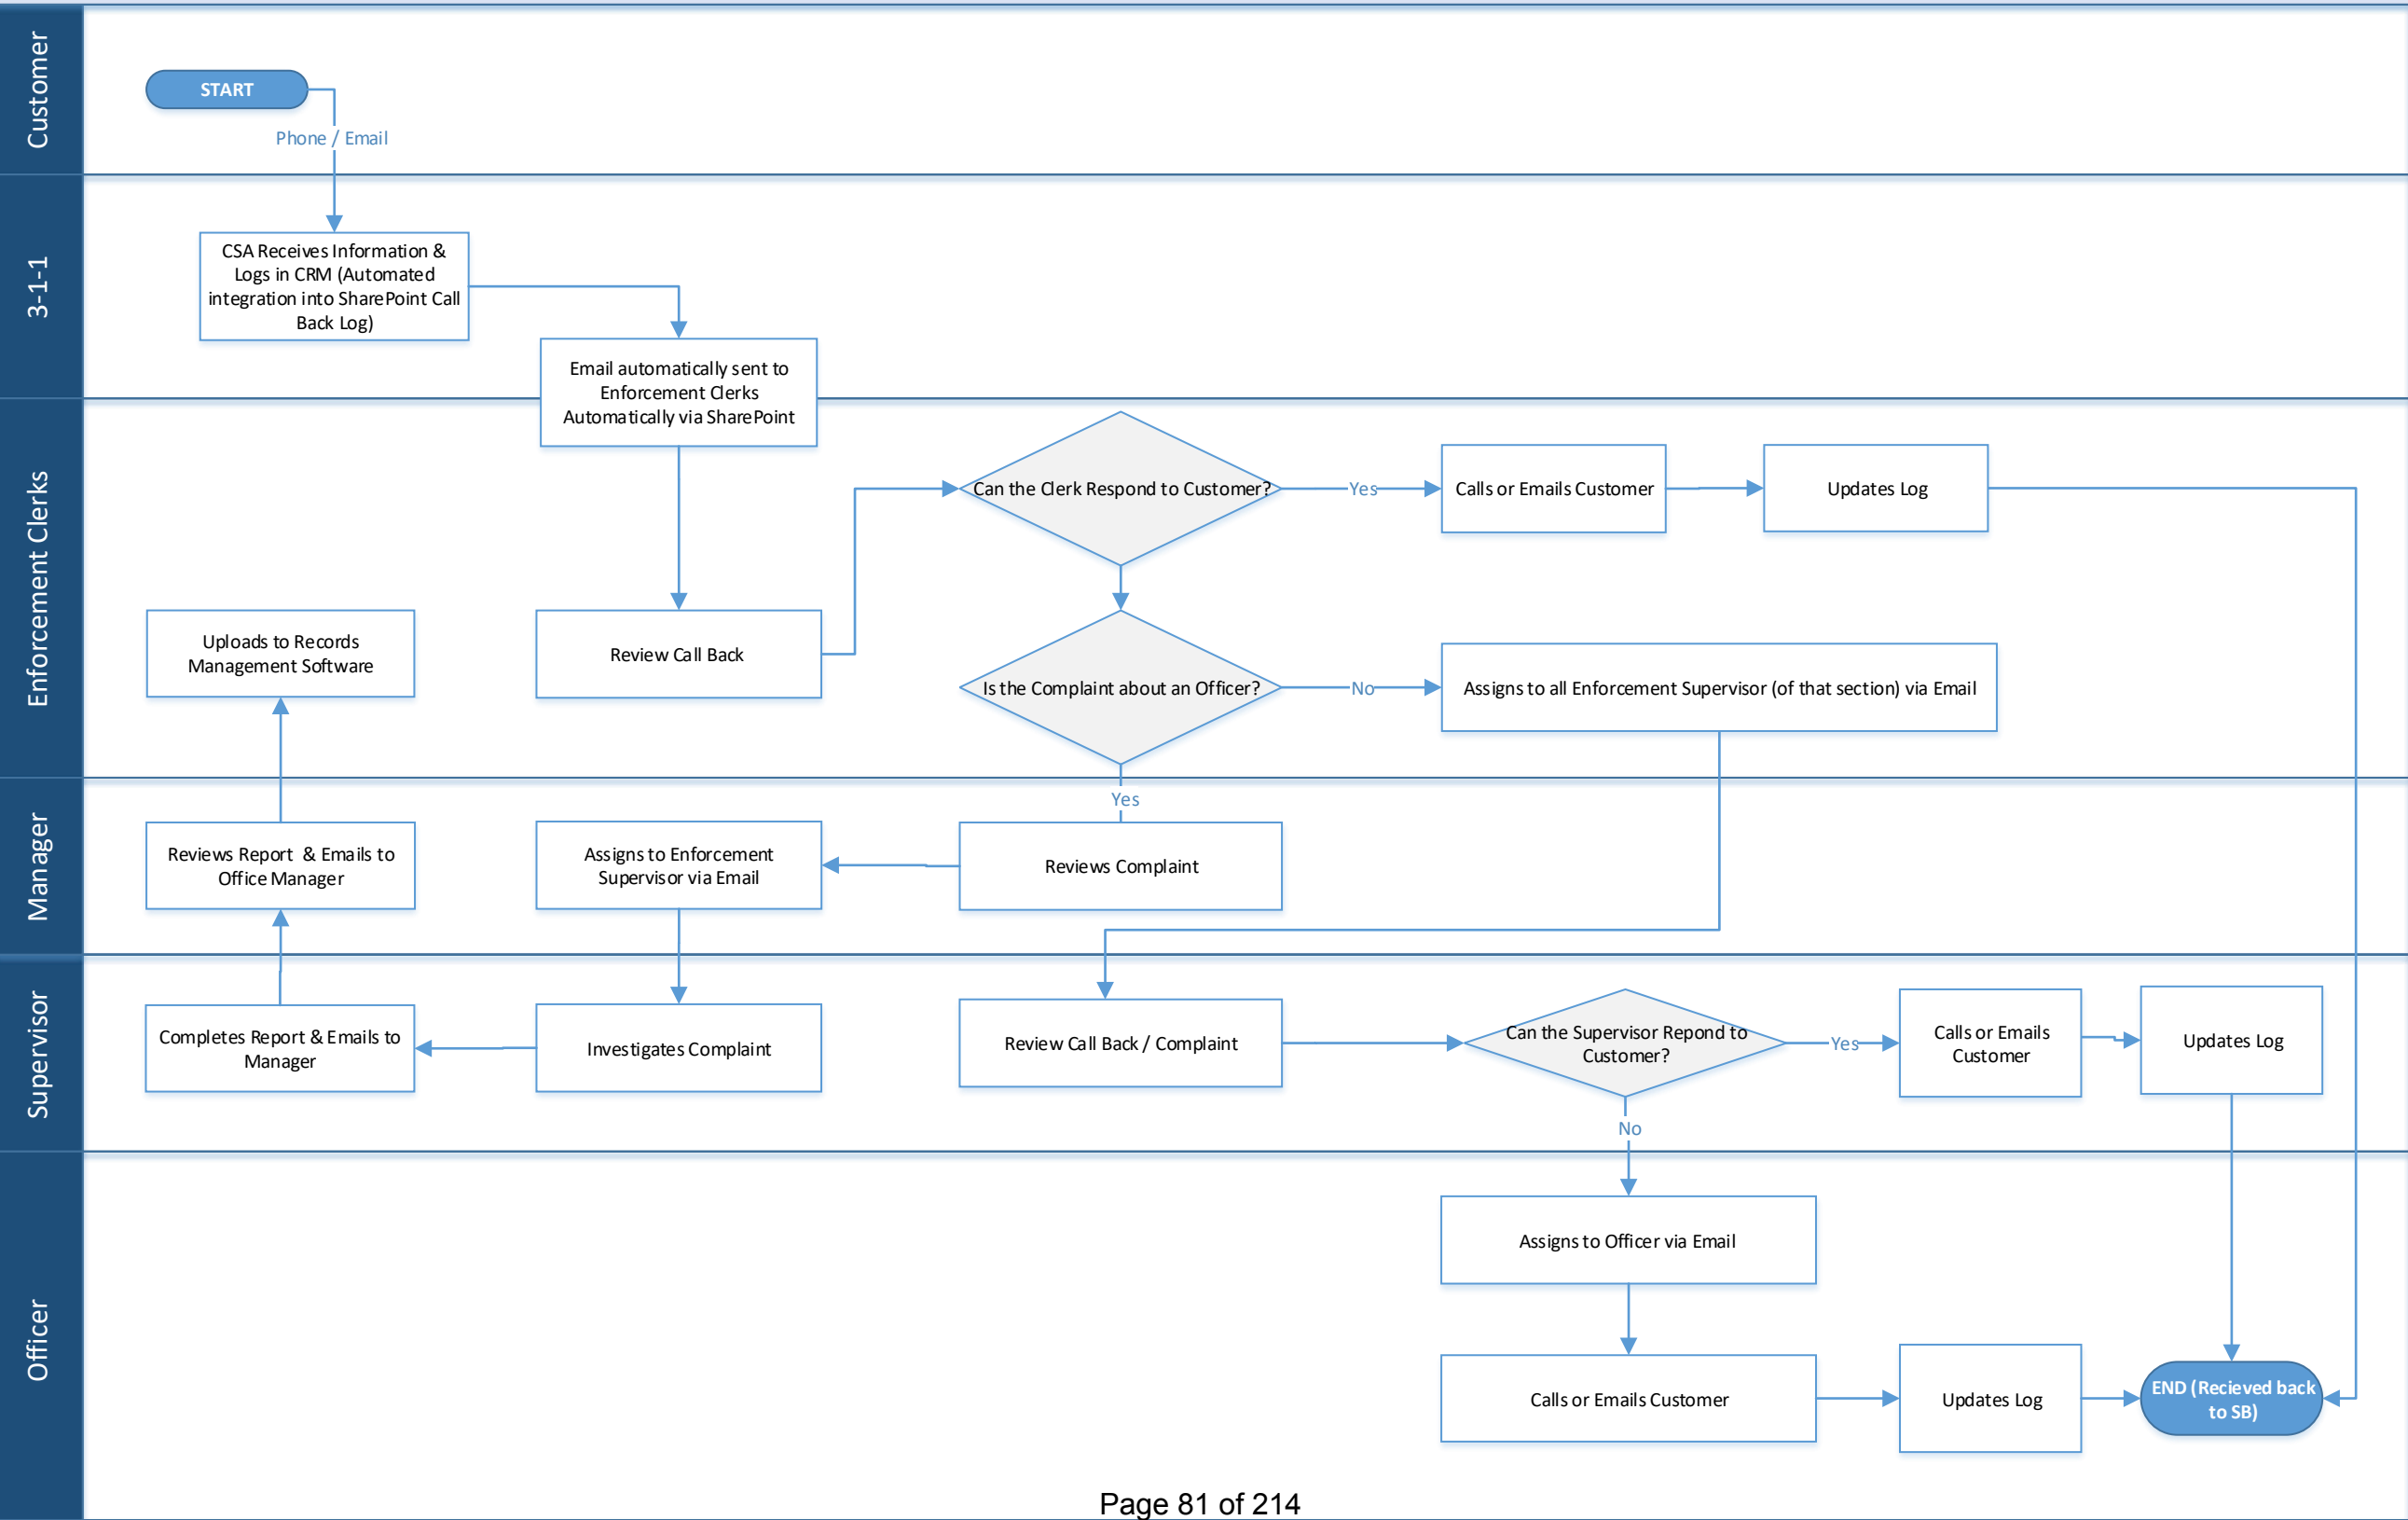 Customer
START
Phone / Email
3-1-1
CSA Receives Information &
Logs in CRM (Automated
integration into SharePoint Call
Back Log)
Email automatically sent to
Enforcement Clerks
Automatically via SharePoint
Enforcement Clerks
Can the Clerk Respond to Customer?
Yes
Calls or Emails Customer
Updates Log
Uploads to Records
Management Software
Review Call Back
Is the Complaint about an Officer?
No
Assigns to all Enforcement Supervisor (of that section) via Email
Manager
Yes
Reviews Report & Emails to
Office Manager
Assigns to Enforcement
Supervisor via Email
Reviews Complaint
Supervisor
Completes Report & Emails to
Manager
Investigates Complaint
Review Call Back / Complaint
Can the Supervisor Repond to
Customer?
Yes
Calls or Emails
Customer
Updates Log
No
Officer
Assigns to Officer via Email
Calls or Emails Customer
Updates Log
END (Recieved back
to SB)
Page 81 of 214